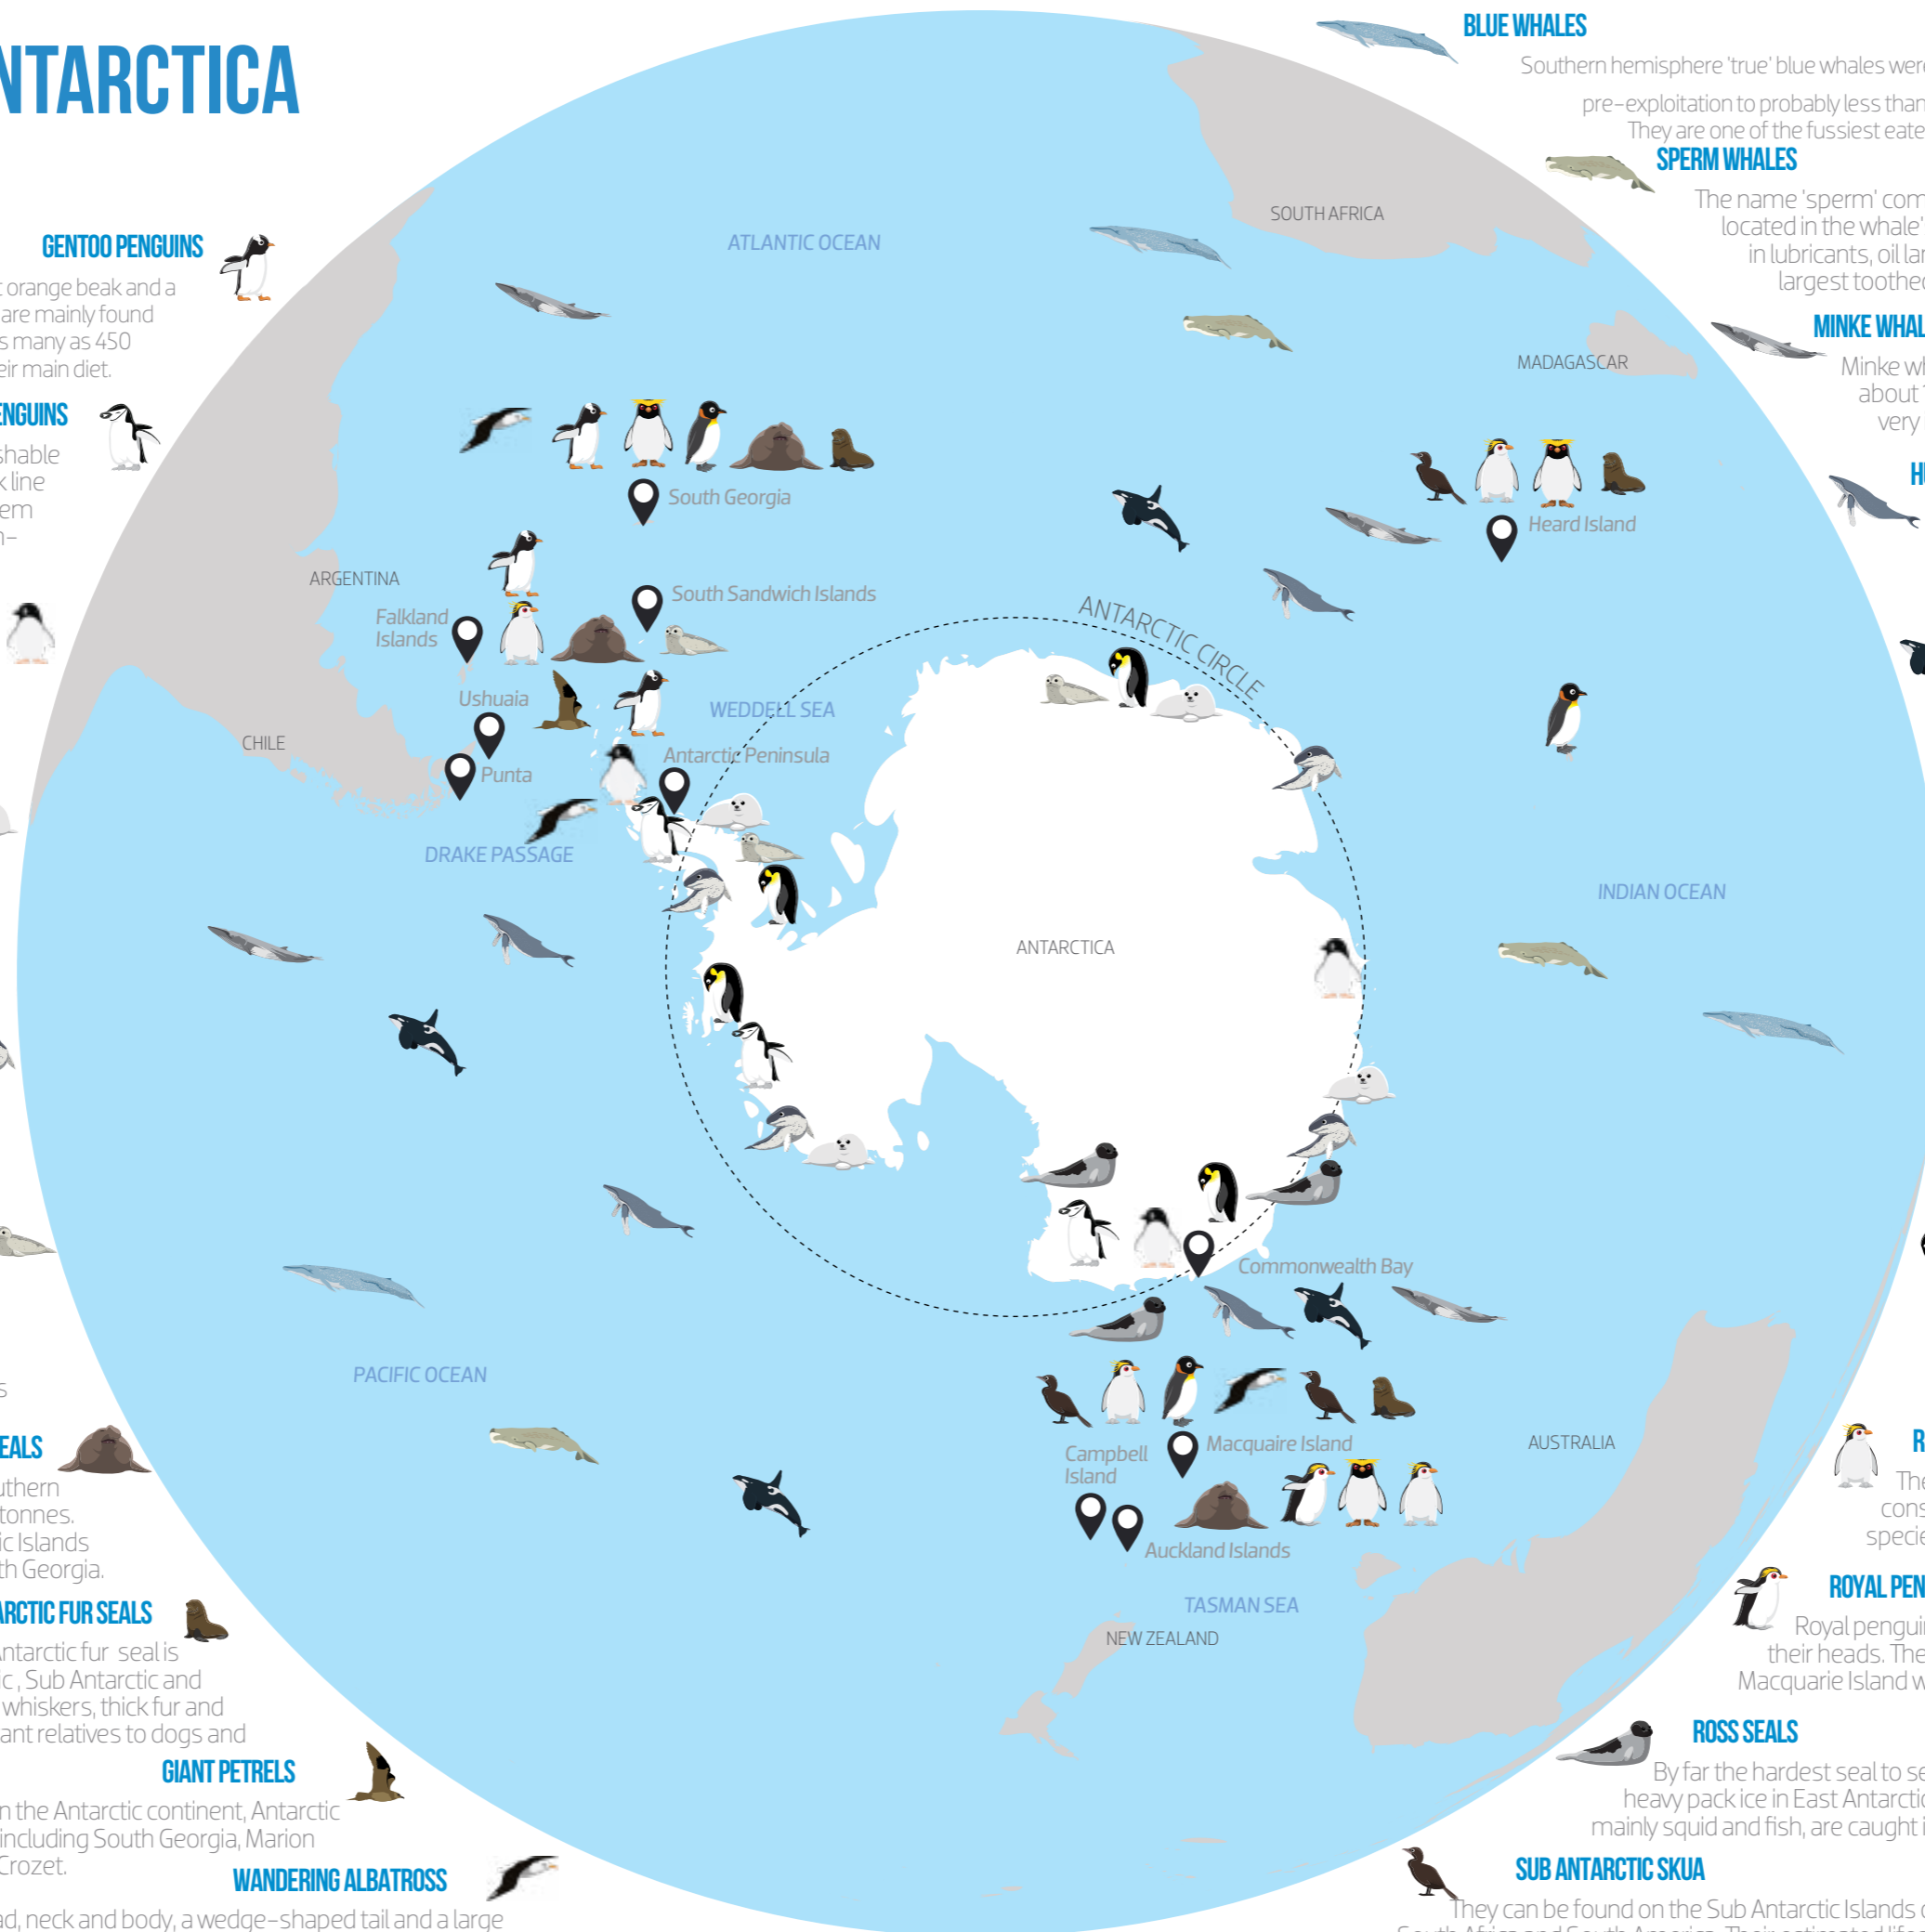 NTARCTICA
GENTOO PENGUINS
t orange beak and a
are mainly found
s many as 450
eir main diet.
ENGUINS
shable
k line
em
n-
s
EALS
uthern
tonnes.
ic Islands
th Georgia.
ARCTIC FUR SEALS
Antarctic fur seal is
ic, Sub Antarctic and
whiskers, thick fur and
ant relatives to dogs and
GIANT PETRELS
n the Antarctic continent, Antarctic
including South Georgia, Marion
Crozet.
WANDERING ALBATROSS
ad, neck and body, a wedge-shaped tail and a large
ATLANTIC OCEAN
SOUTH AFRICA
MADAGASCAR
South Georgia
Heard Island
ARGENTINA
South Sandwich Islands
Falkland
Islands
ANTARCTIC CIRCLE
Ushuaia
WEDDELL SEA
CHILE
Antarctic Peninsula
Punta
DRAKE PASSAGE
INDIAN OCEAN
ANTARCTICA
Commonwealth Bay
PACIFIC OCEAN
Campbell
Island
Macquaire Island
AUSTRALIA
Auckland Islands
TASMAN SEA
NEW ZEALAND
BLUE WHALES
Southern hemisphere 'true' blue whales were
pre-exploitation to probably less than
They are one of the fussiest eate
SPERM WHALES
The name 'sperm' com
located in the whale'
in lubricants, oil lar
largest toothed
MINKE WHAL
Minke wh
about 1
very
HU
R
The
cons
specie
ROYAL PEN
Royal pengui
their heads. The
Macquarie Island w
ROSS SEALS
By far the hardest seal to se
heavy pack ice in East Antarctic
mainly squid and fish, are caught i
SUB ANTARCTIC SKUA
They can be found on the Sub Antarctic Islands o